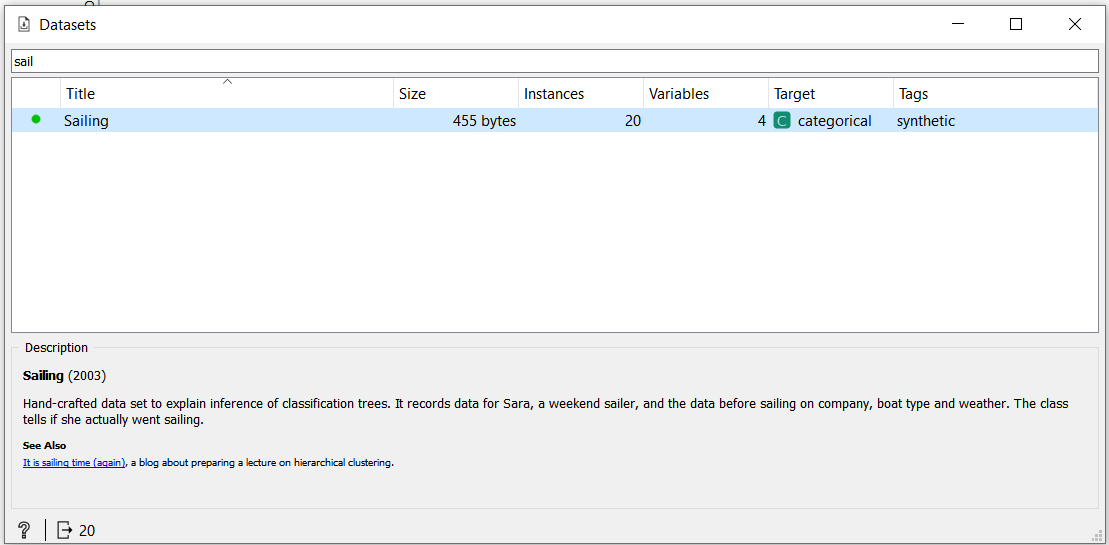 Datasets
sail
Title Size Instances Variables Target Tags
Sailing 455 bytes 20 4 C categorical synthetic
Description
Sailing (2003)
Hand-crafted data set to explain inference of classification trees. It records data for Sara, a weekend sailer, and the data before sailing on company, boat type and weather. The class
tells if she actually went sailing.
See Also
It is sailing time (again), a blog about preparing a lecture on hierarchical clustering.
? 20